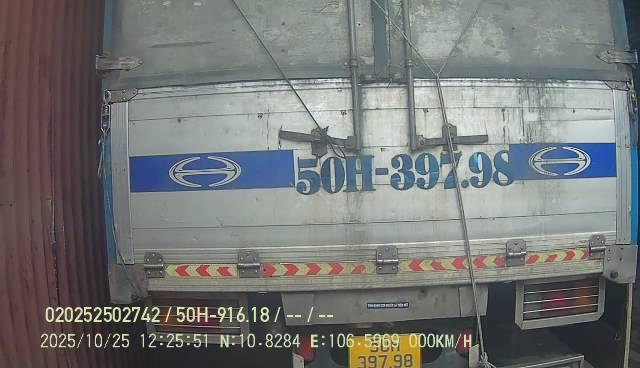 50H-397.98
020252502742 / 50H-916.18 / -- / --
2025/10/25 12:25:51 N:10.8284 E:106.5969 000KM/H
50H
397.98